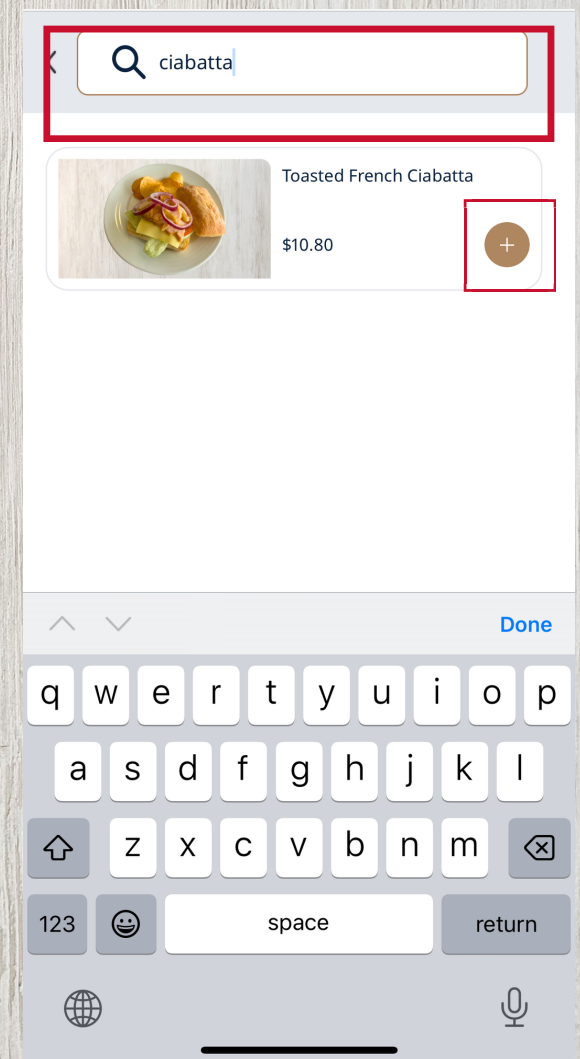 ciabatta
Toasted French Ciabatta
$10.80
Done
q w e r t y u i o p
a s d f g h j k l
z x c v b n m
123 space return